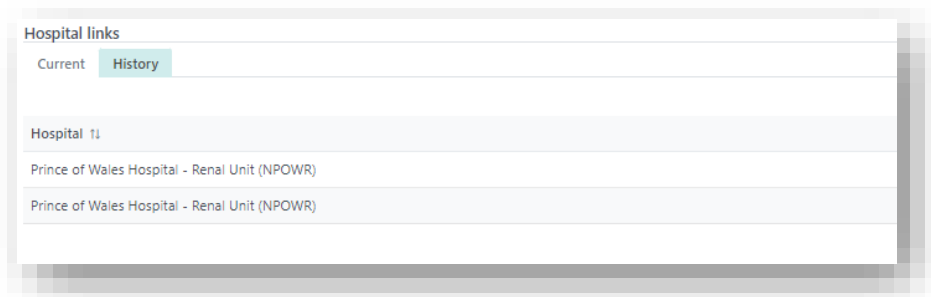 Hospital links
Current History
Hospital ↑↓
Prince of Wales Hospital - Renal Unit (NPOWR)
Prince of Wales Hospital - Renal Unit (NPOWR)